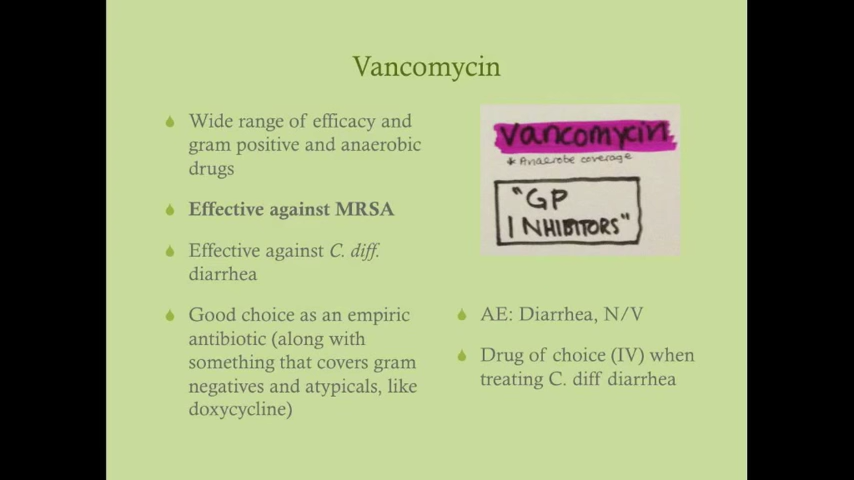 Vancomycin
Wide range of efficacy and
gram positive and anaerobic
drugs
Effective against MRSA
Effective against C. diff.
diarrhea
Good choice as an empiric
antibiotic (along with
something that covers gram
negatives and atypicals, like
doxycycline)
Vancomycin
* Anaerobe coverage
"GP
INHIBITORS"
AE: Diarrhea, N/V
Drug of choice (IV) when
treating C. diff diarrhea